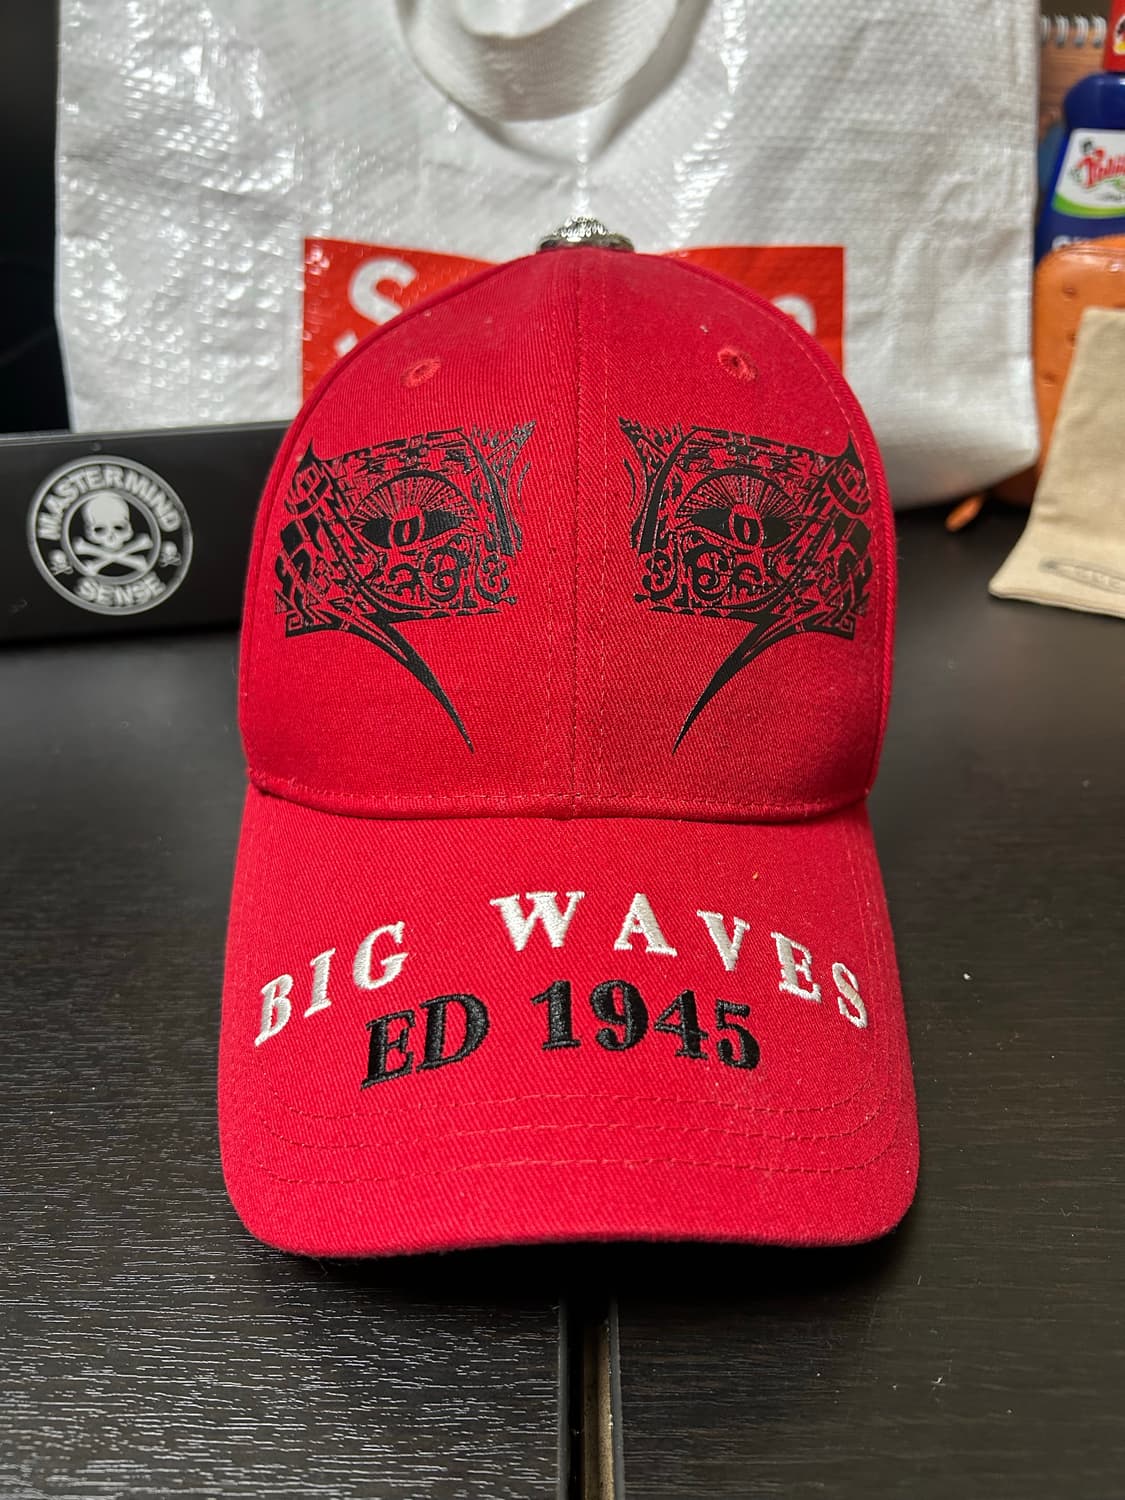 MASTERMIND
SENSE
BIG WAVES
ED 1945